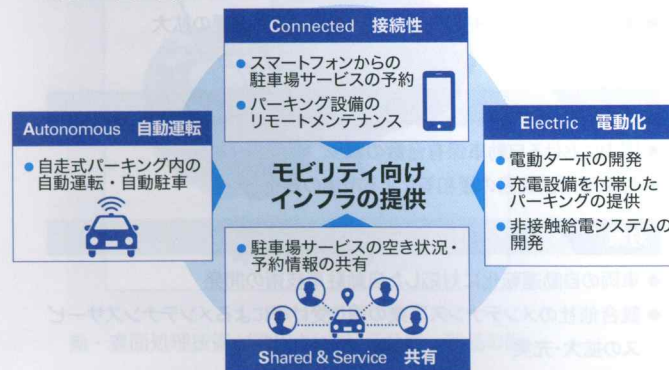 の拡大
Connected 接続性
● スマートフォンからの
駐車場サービスの予約
● パーキング設備の
リモートメンテナンス
Autonomous 自動運転
● 自走式パーキング内の
自動運転・自動駐車
モビリティ向け
インフラの提供
Electric 電動化
● 電動ターボの開発
● 充電設備を付帯した
パーキングの提供
● 非接触給電システムの
開発
● 駐車場サービスの空き状況・
予約情報の共有
Shared & Service 共有